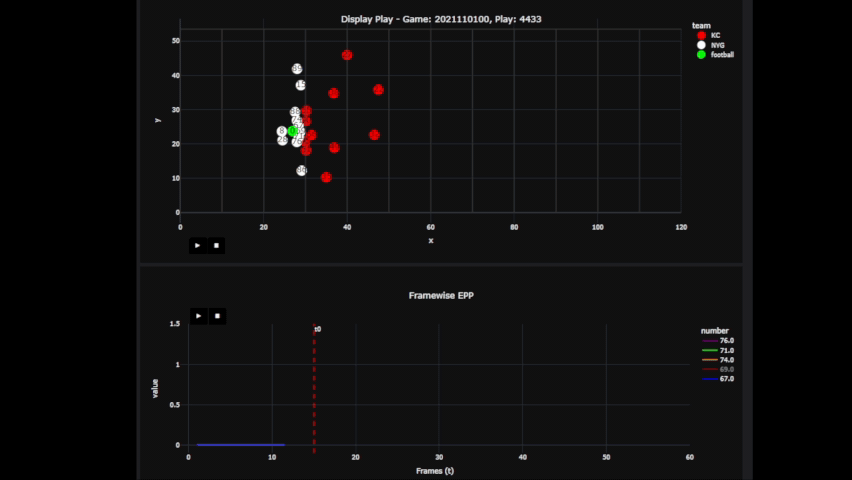 Display Play - Game: 2021110100, Play: 4433
team
KC
NYG
football
50
40
30
20
10
0
y
0 20 40 60 80 100 120
x
Framewise EPP
number
76.0
71.0
74.0
69.0
67.0
1.5
1
0.5
0
value
t0
0 10 20 30 40 50 60
Frames (t)